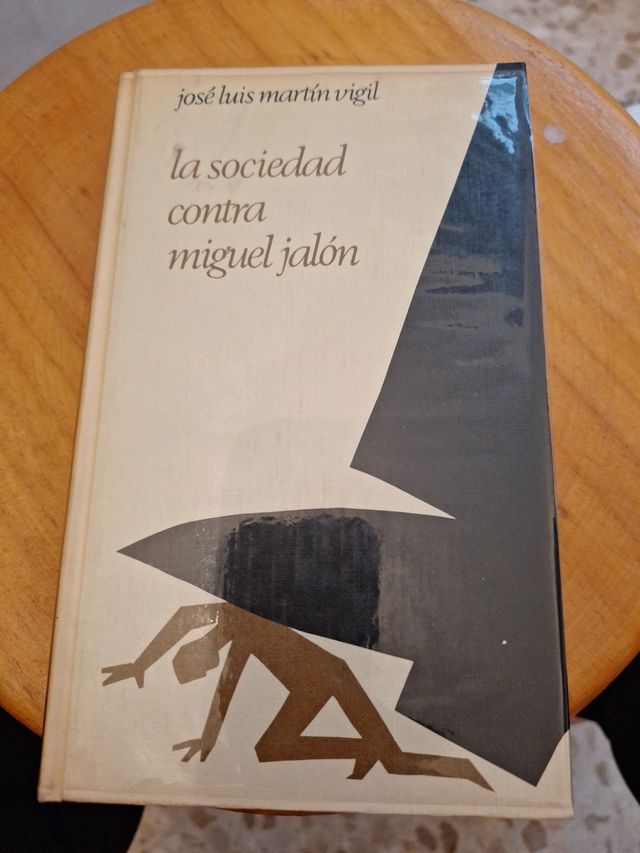 josé luis martín vigil
la sociedad
contra
miguel jalón